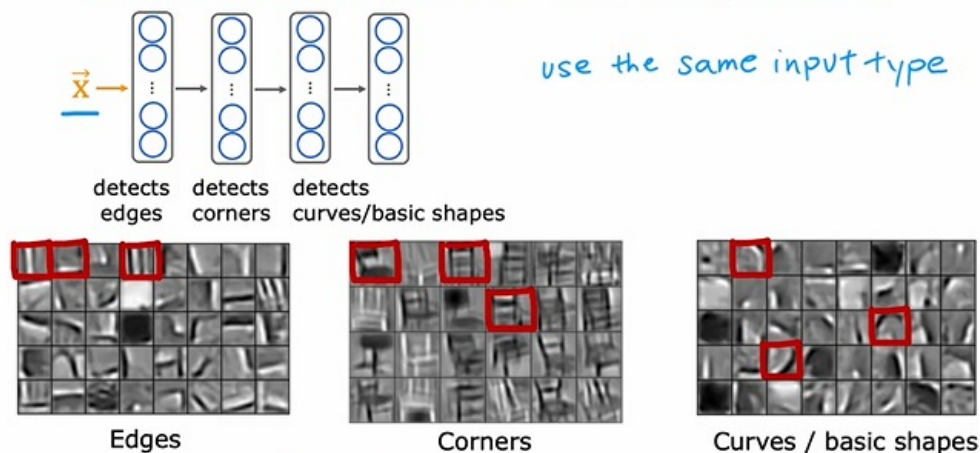 use the same input type
x
detects edges
detects corners
detects curves/basic shapes
Edges
Corners
Curves / basic shapes